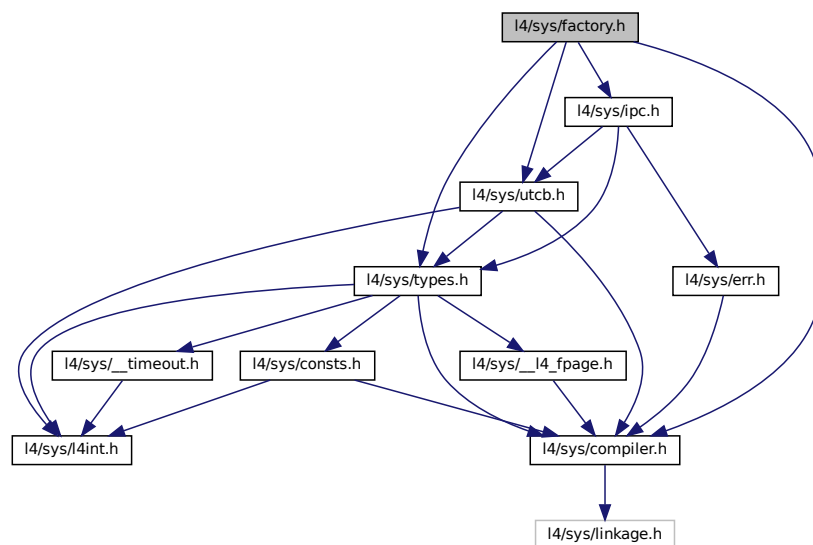 l4/sys/factory.h
l4/sys/ipc.h
l4/sys/utcb.h
l4/sys/types.h
l4/sys/err.h
l4/sys/__timeout.h
l4/sys/consts.h
l4/sys/__l4_fpage.h
l4/sys/l4int.h
l4/sys/compiler.h
l4/sys/linkage.h